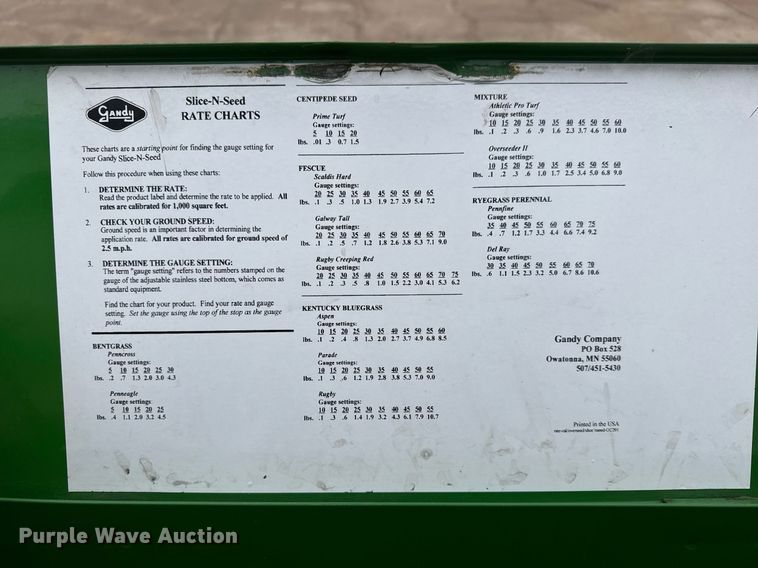 Gandy
Slice-N-Seed
RATE CHARTS
These charts are a starting point for finding the gauge setting for
your Gandy Slice-N-Seed
Follow this procedure when using these charts:
1. DETERMINE THE RATE:
Read the product label and determine the rate to be applied. All
rates are calibrated for 1,000 square feet.
2. CHECK YOUR GROUND SPEED:
Ground speed is an important factor in determining the
application rate. All rates are calibrated for ground speed of
2.5 m.p.h.
3. DETERMINE THE GAUGE SETTING:
The term "gauge setting" refers to the numbers stamped on the
gauge of the adjustable stainless steel bottom, which comes as
standard equipment.
Find the chart for your product. Find your rate and gauge
setting. Set the gauge using the top of the stop as the gauge
point.
BENTGRASS
Penncross
Gauge settings:
5 10 15 20 25 30
lbs. .2 .7 1.3 2.0 3.0 4.3
Penneagle
Gauge settings:
5 10 15 20 25
lbs. .4 1.1 2.0 3.2 4.5
CENTIPEDE SEED
Prime Turf
Gauge settings:
5 10 15 20
lbs. .01 .3 0.7 1.5
FESCUE
Scaldis Hard
Gauge settings:
20 25 30 35 40 45 50 55 60 65
lbs. .1 .3 .5 1.0 1.3 1.9 2.7 3.9 5.4 7.2
Galway Tall
Gauge settings:
20 25 30 35 40 45 50 55 60 65 70
lbs. .1 .2 .5 .7 1.2 1.8 2.6 3.8 5.3 7.1 9.0
Rugby Creeping Red
Gauge settings:
20 25 30 35 40 45 50 55 60 65 70 75
lbs. .1 .2 .3 .5 .8 1.0 1.5 2.2 3.0 4.1 5.3 6.2
KENTUCKY BLUEGRASS
Aspen
Gauge settings:
10 15 20 25 30 35 40 45 50 55 60
lbs. .1 .2 .4 .8 1.3 2.0 2.7 3.7 4.9 6.8 8.5
Parade
Gauge settings:
10 15 20 25 30 35 40 45 50 55
lbs. .1 .3 .6 1.2 1.9 2.8 3.8 5.3 7.0 9.0
Rugby
Gauge settings:
10 15 20 25 30 35 40 45 50 55
lbs. .1 .3 .6 1.4 1.9 3.2 4.3 6.1 7.9 10.7
MIXTURE
Athletic Pro Turf
Gauge settings:
10 15 20 25 30 35 40 45 50 55 60
lbs. .1 .2 .3 .6 .9 1.6 2.3 3.7 4.6 7.0 10.0
Overseeder II
Gauge settings:
10 15 20 25 30 35 40 45 50 55 60
lbs. .1 .2 .3 .6 1.0 1.7 2.5 3.4 5.0 6.8 9.0
RYEGRASS PERENNIAL
Pennfine
Gauge settings:
35 40 45 50 55 60 65 70 75
lbs. .4 .7 1.2 1.7 3.3 4.4 6.6 7.4 9.2
Del Ray
Gauge settings:
30 35 40 45 50 55 60 65 70
lbs. .6 1.1 1.5 2.3 3.2 5.0 6.7 8.6 10.6
Gandy Company
PO Box 528
Owatonna, MN 55060
507/451-5430
Printed in the USA
Purple Wave Auction